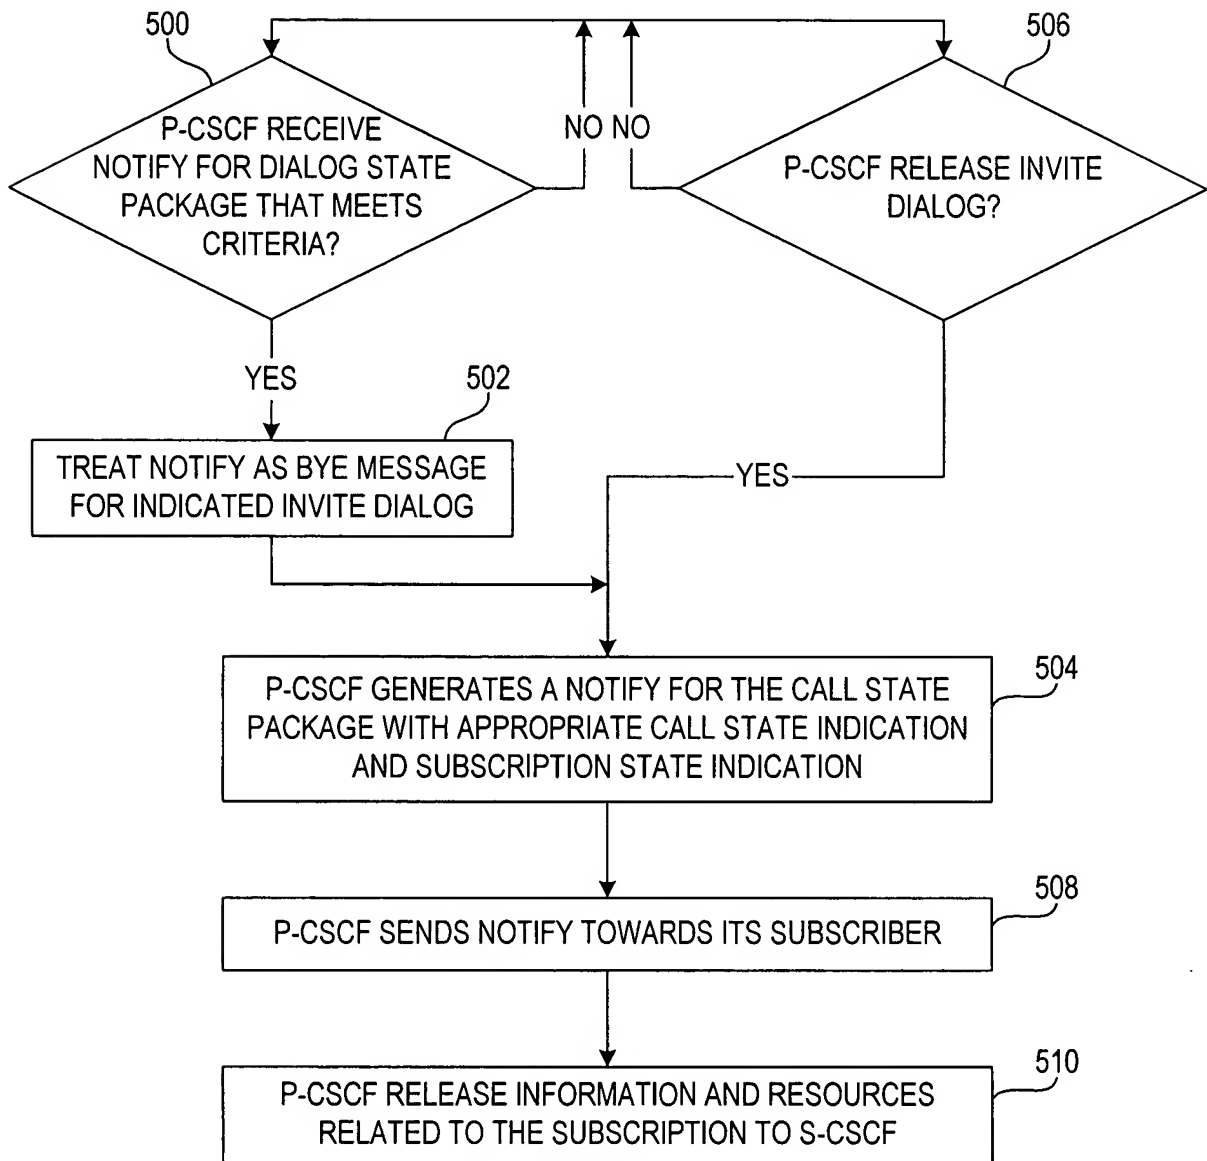 500
506
P-CSCF RECEIVE
NOTIFY FOR DIALOG STATE
PACKAGE THAT MEETS
CRITERIA?
NO NO
P-CSCF RELEASE INVITE
DIALOG?
YES
502
TREAT NOTIFY AS BYE MESSAGE
FOR INDICATED INVITE DIALOG
YES
504
P-CSCF GENERATES A NOTIFY FOR THE CALL STATE
PACKAGE WITH APPROPRIATE CALL STATE INDICATION
AND SUBSCRIPTION STATE INDICATION
508
P-CSCF SENDS NOTIFY TOWARDS ITS SUBSCRIBER
510
P-CSCF RELEASE INFORMATION AND RESOURCES
RELATED TO THE SUBSCRIPTION TO S-CSCF